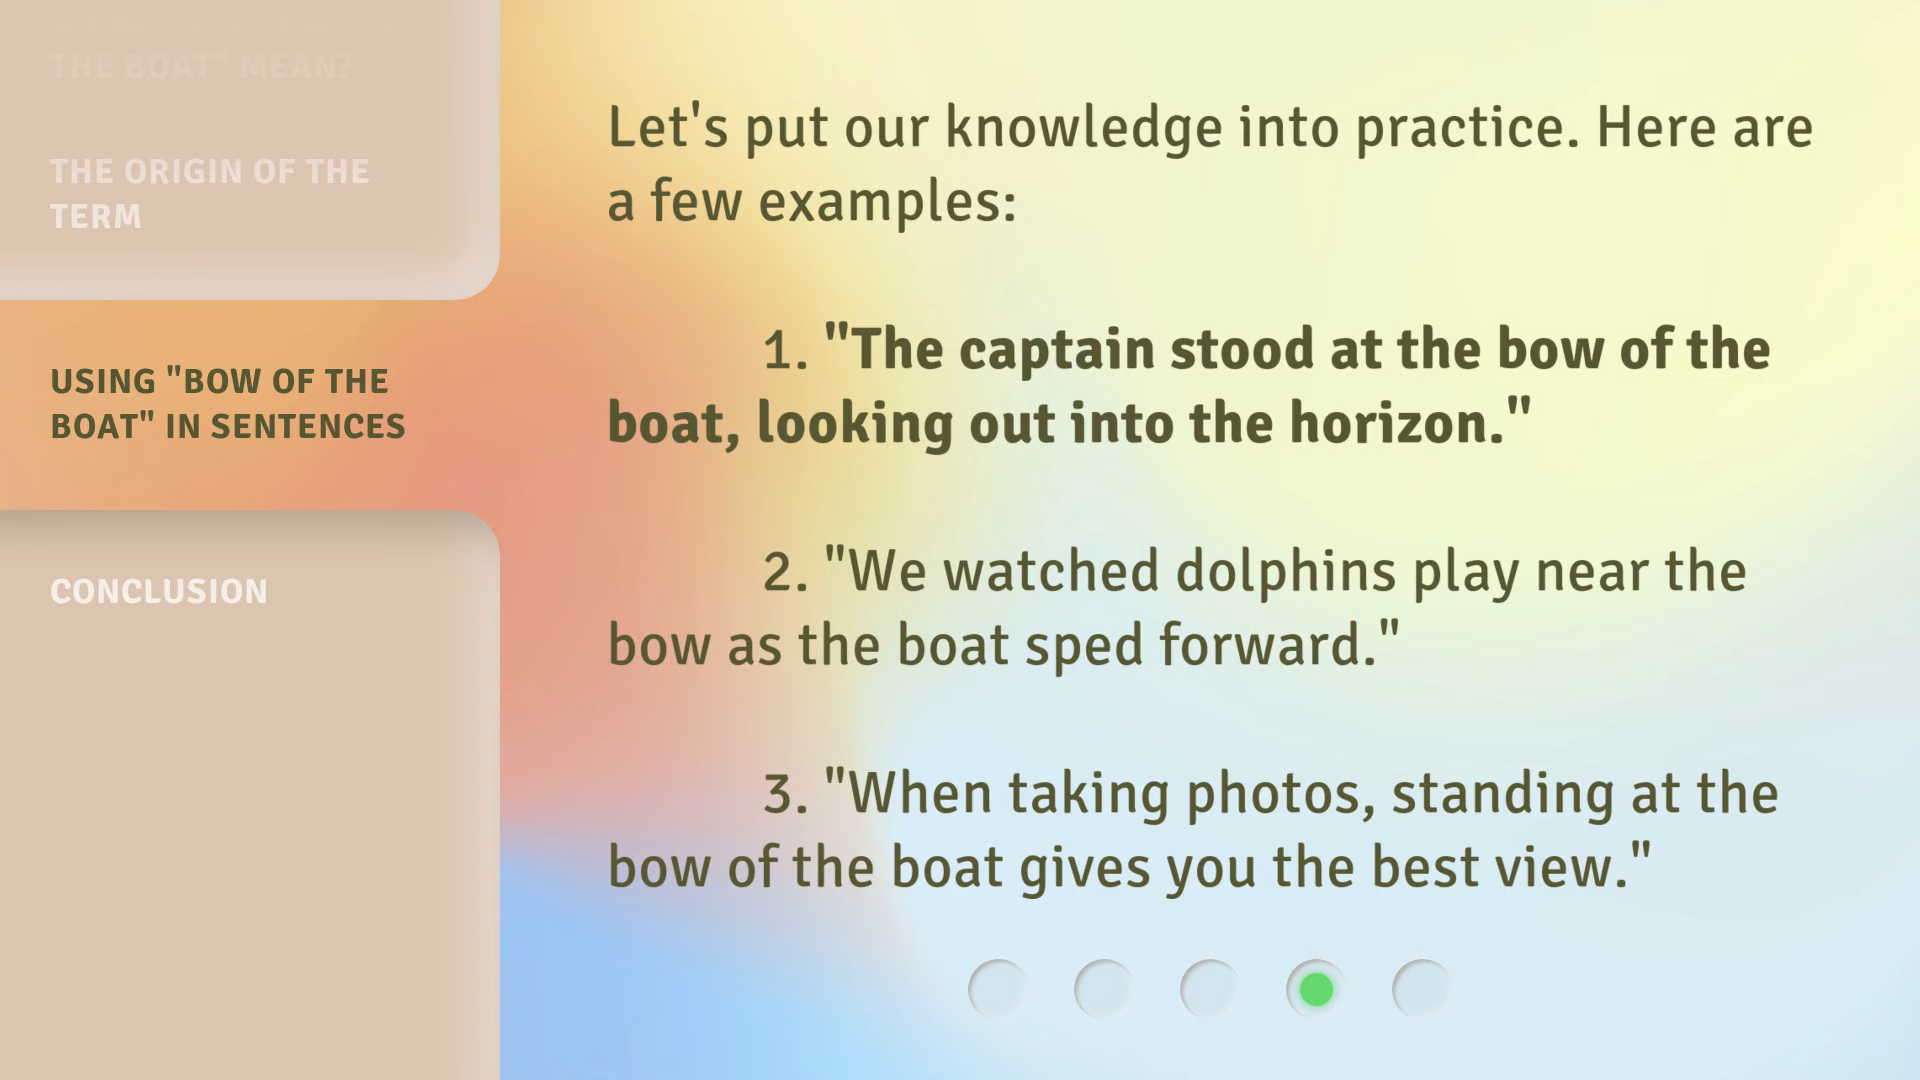 THE BOAT" MEAN?
THE ORIGIN OF THE
TERM
USING "BOW OF THE
BOAT" IN SENTENCES
CONCLUSION
Let's put our knowledge into practice. Here are
a few examples:
1. "The captain stood at the bow of the
boat, looking out into the horizon."
2. "We watched dolphins play near the
bow as the boat sped forward."
3. "When taking photos, standing at the
bow of the boat gives you the best view."